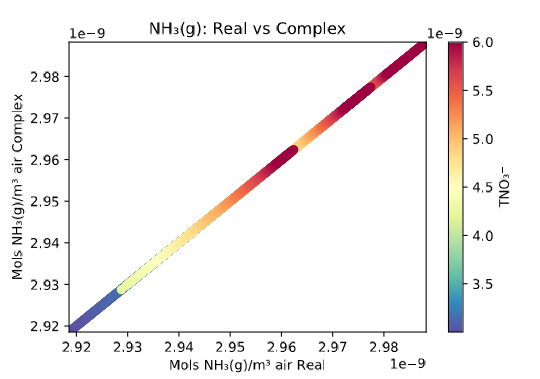 NH₃(g): Real vs Complex
1e−9
1e−9
Mols NH₃(g)/m³ air Complex
2.98
2.97
2.96
2.95
2.94
2.93
2.92
2.92 2.93 2.94 2.95 2.96 2.97 2.98
Mols NH₃(g)/m³ air Real
1e−9
6.0
5.5
5.0
4.5
4.0
3.5
TNO₃⁻